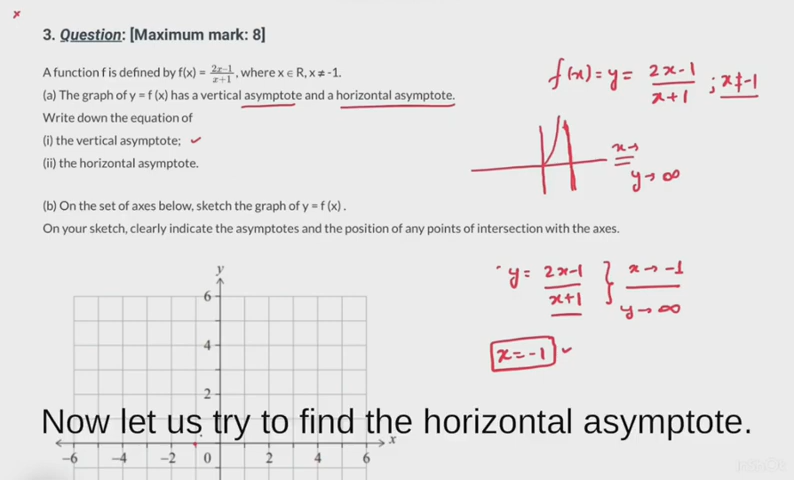 3. Question: [Maximum mark: 8]
A function f is defined by f(x) = 2x−1/x+1, where x ∈ R, x ≠ -1.
(a) The graph of y = f (x) has a vertical asymptote and a horizontal asymptote.
Write down the equation of
(i) the vertical asymptote;
(ii) the horizontal asymptote.
(b) On the set of axes below, sketch the graph of y = f (x) .
On your sketch, clearly indicate the asymptotes and the position of any points of intersection with the axes.
f(x) = y = 2x-1/x+1 ; x≠-1
x→
y→∞
y = 2x-1/x+1 } x→-1
y→∞
x=-1
y
6
4
2
Now let us try to find the horizontal asymptote.
x
−6 −4 −2 0 2 4 6